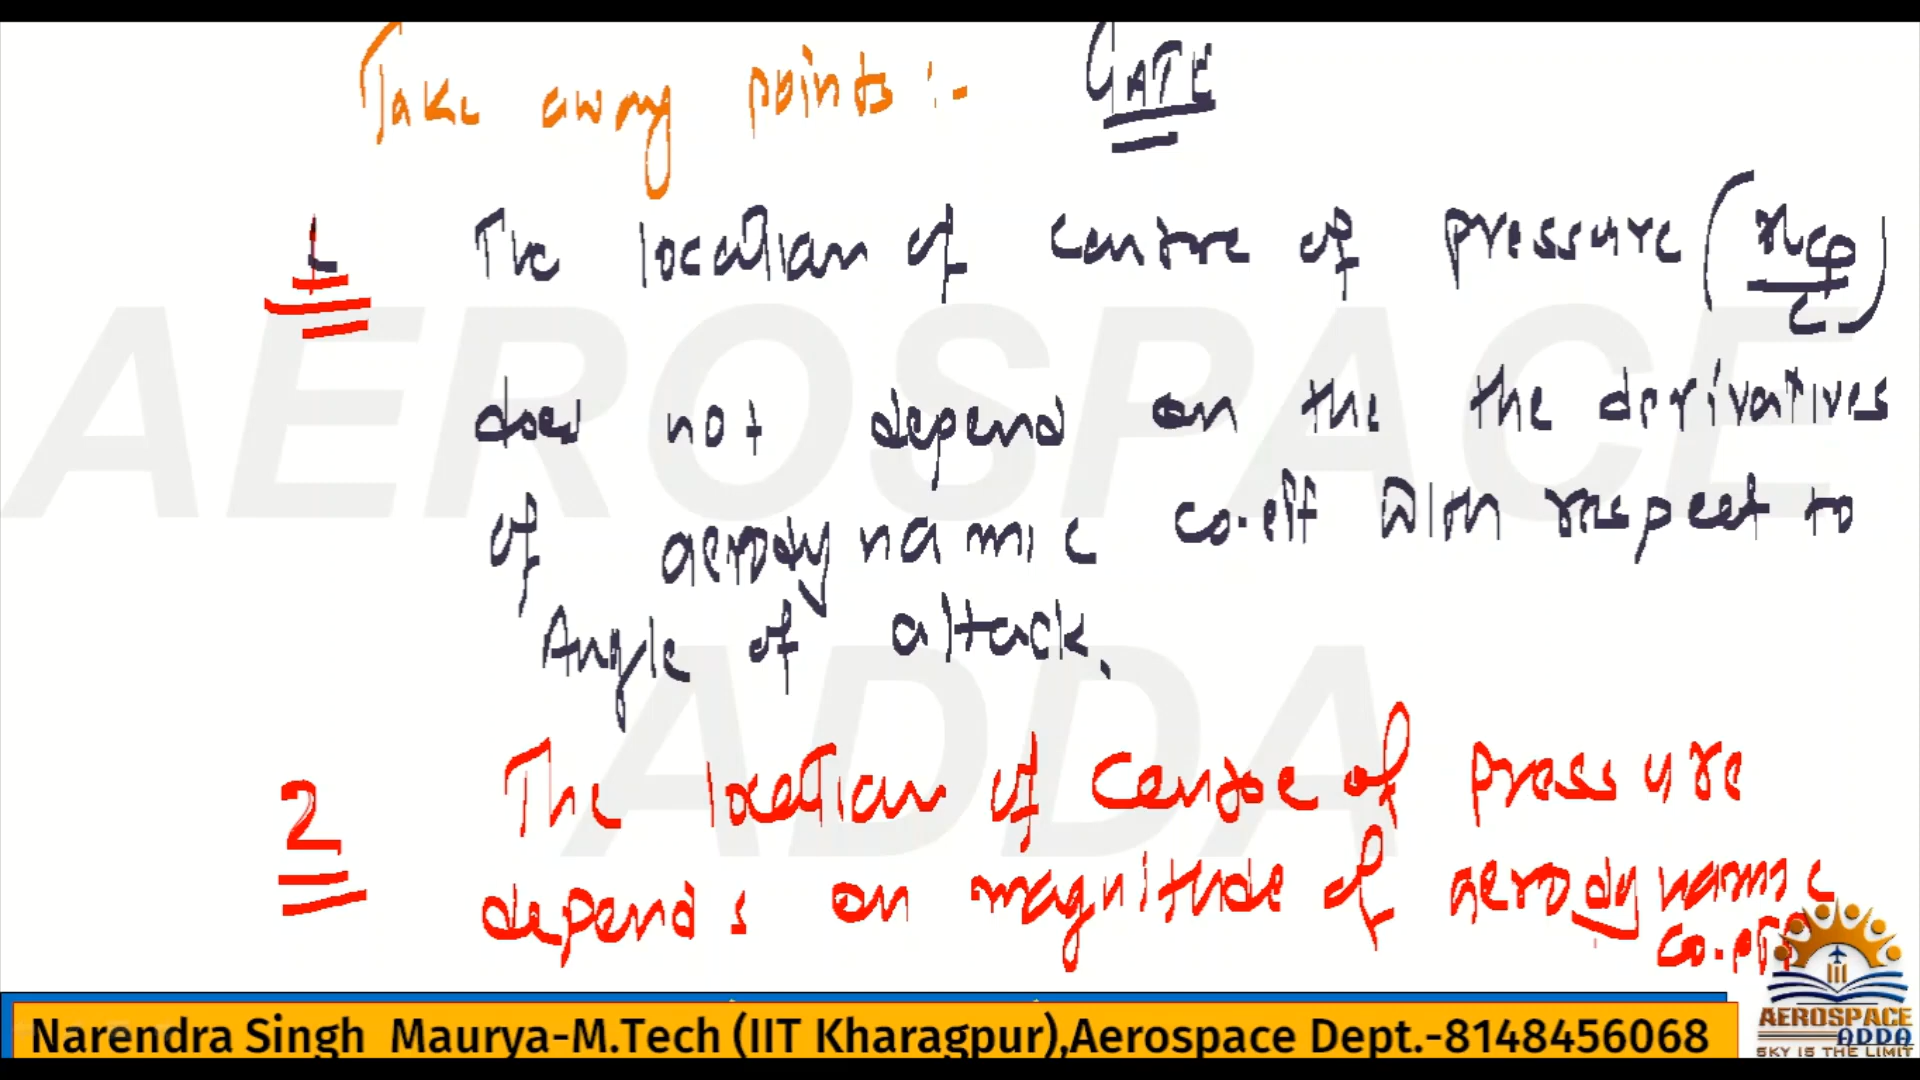 Take away points :- GATE
1 The location of centre of pressure (xcp/c)
does not depend on the the derivatives
of aerodynamic co.eff with respect to
Angle of attack.
2 The location of centre of pressure
depends on magnitude of aerodynamic
co.eff
AEROSPACE
ADDA
Narendra Singh Maurya-M.Tech (IIT Kharagpur),Aerospace Dept.-8148456068
AEROSPACE
ADDA
SKY IS THE LIMIT